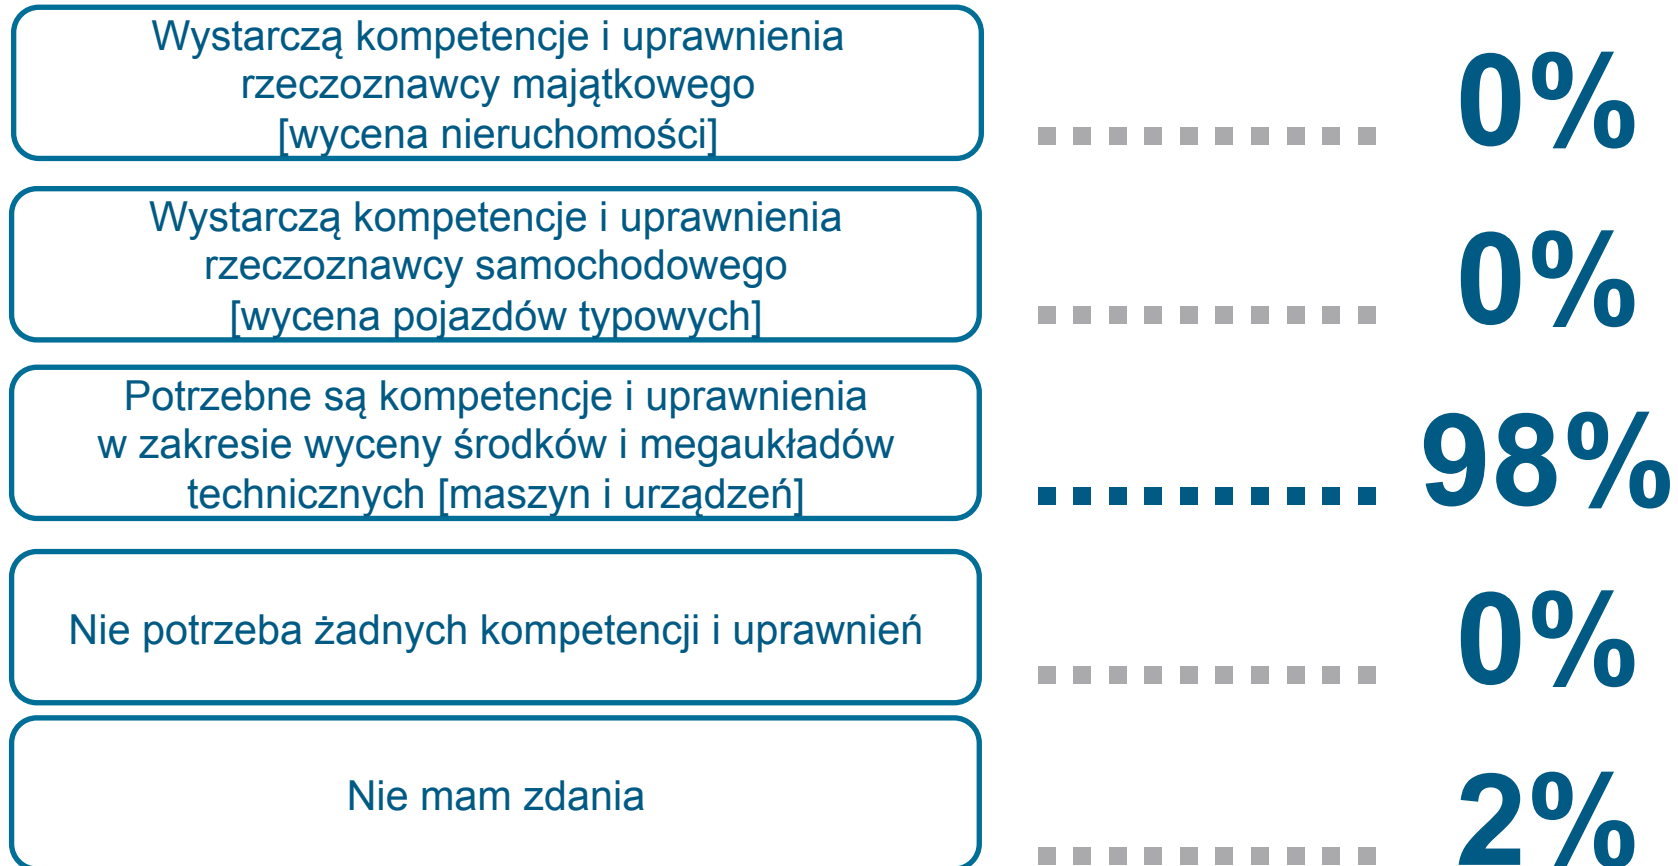 Wystarczą kompetencje i uprawnienia
rzeczoznawcy majątkowego
[wycena nieruchomości]
0%
Wystarczą kompetencje i uprawnienia
rzeczoznawcy samochodowego
[wycena pojazdów typowych]
0%
Potrzebne są kompetencje i uprawnienia
w zakresie wyceny środków i megaukładów
technicznych [maszyn i urządzeń]
98%
Nie potrzeba żadnych kompetencji i uprawnień
0%
Nie mam zdania
2%